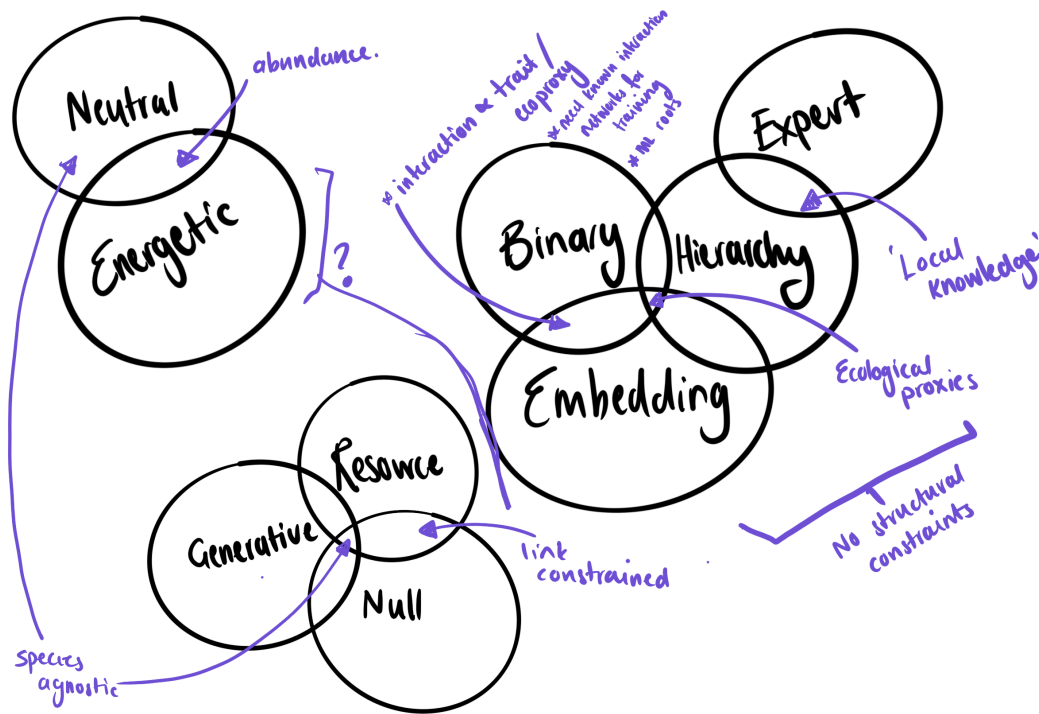 Neutral
abundance.
Energetic
?
* interaction ∝ trait /
ecoproxy
* need known interaction
networks for
training
* ML roots
Expert
Binary
Hierarchy
'Local
knowledge'
Embedding
Ecological
proxies
No structural
constraints
Resource
Generative
link
constrained
Null
species
agnostic